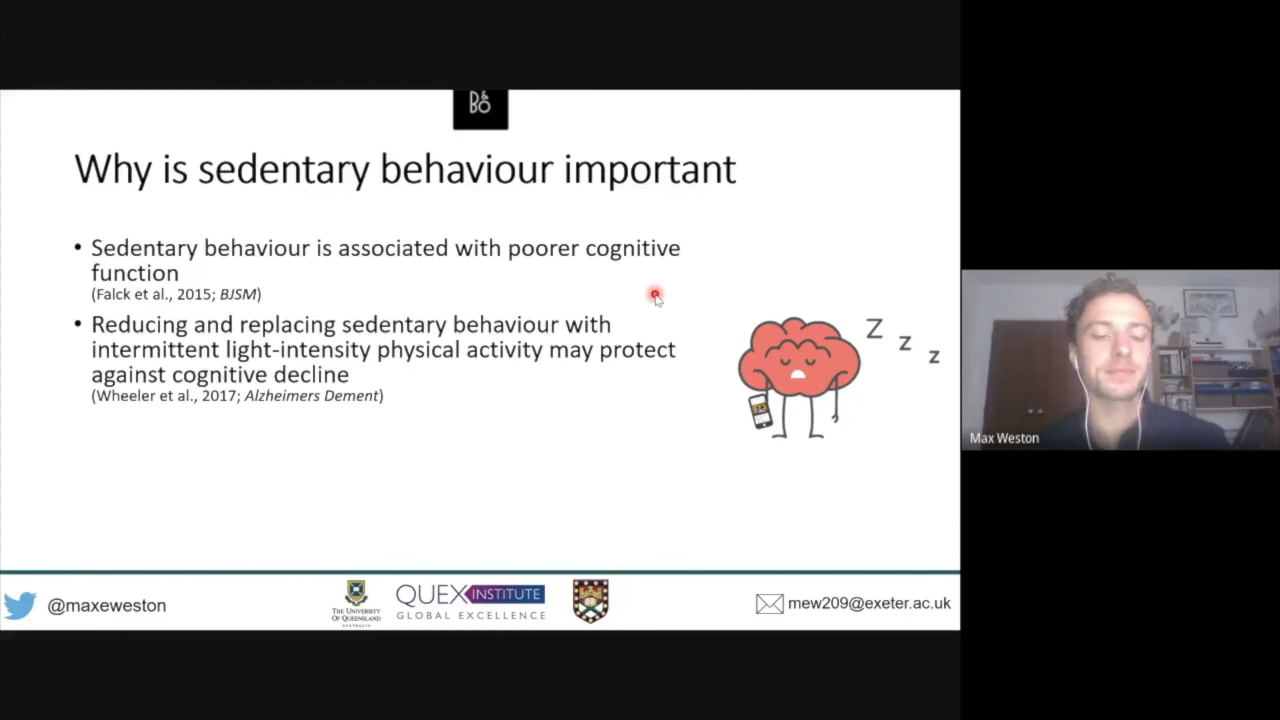 B&O
Why is sedentary behaviour important
• Sedentary behaviour is associated with poorer cognitive
function
(Falck et al., 2015; BJSM)
• Reducing and replacing sedentary behaviour with
intermittent light-intensity physical activity may protect
against cognitive decline
(Wheeler et al., 2017; Alzheimers Dement)
Z z z
Max Weston
@maxeweston
THE UNIVERSITY
OF QUEENSLAND
AUSTRALIA
QUEX INSTITUTE
GLOBAL EXCELLENCE
mew209@exeter.ac.uk